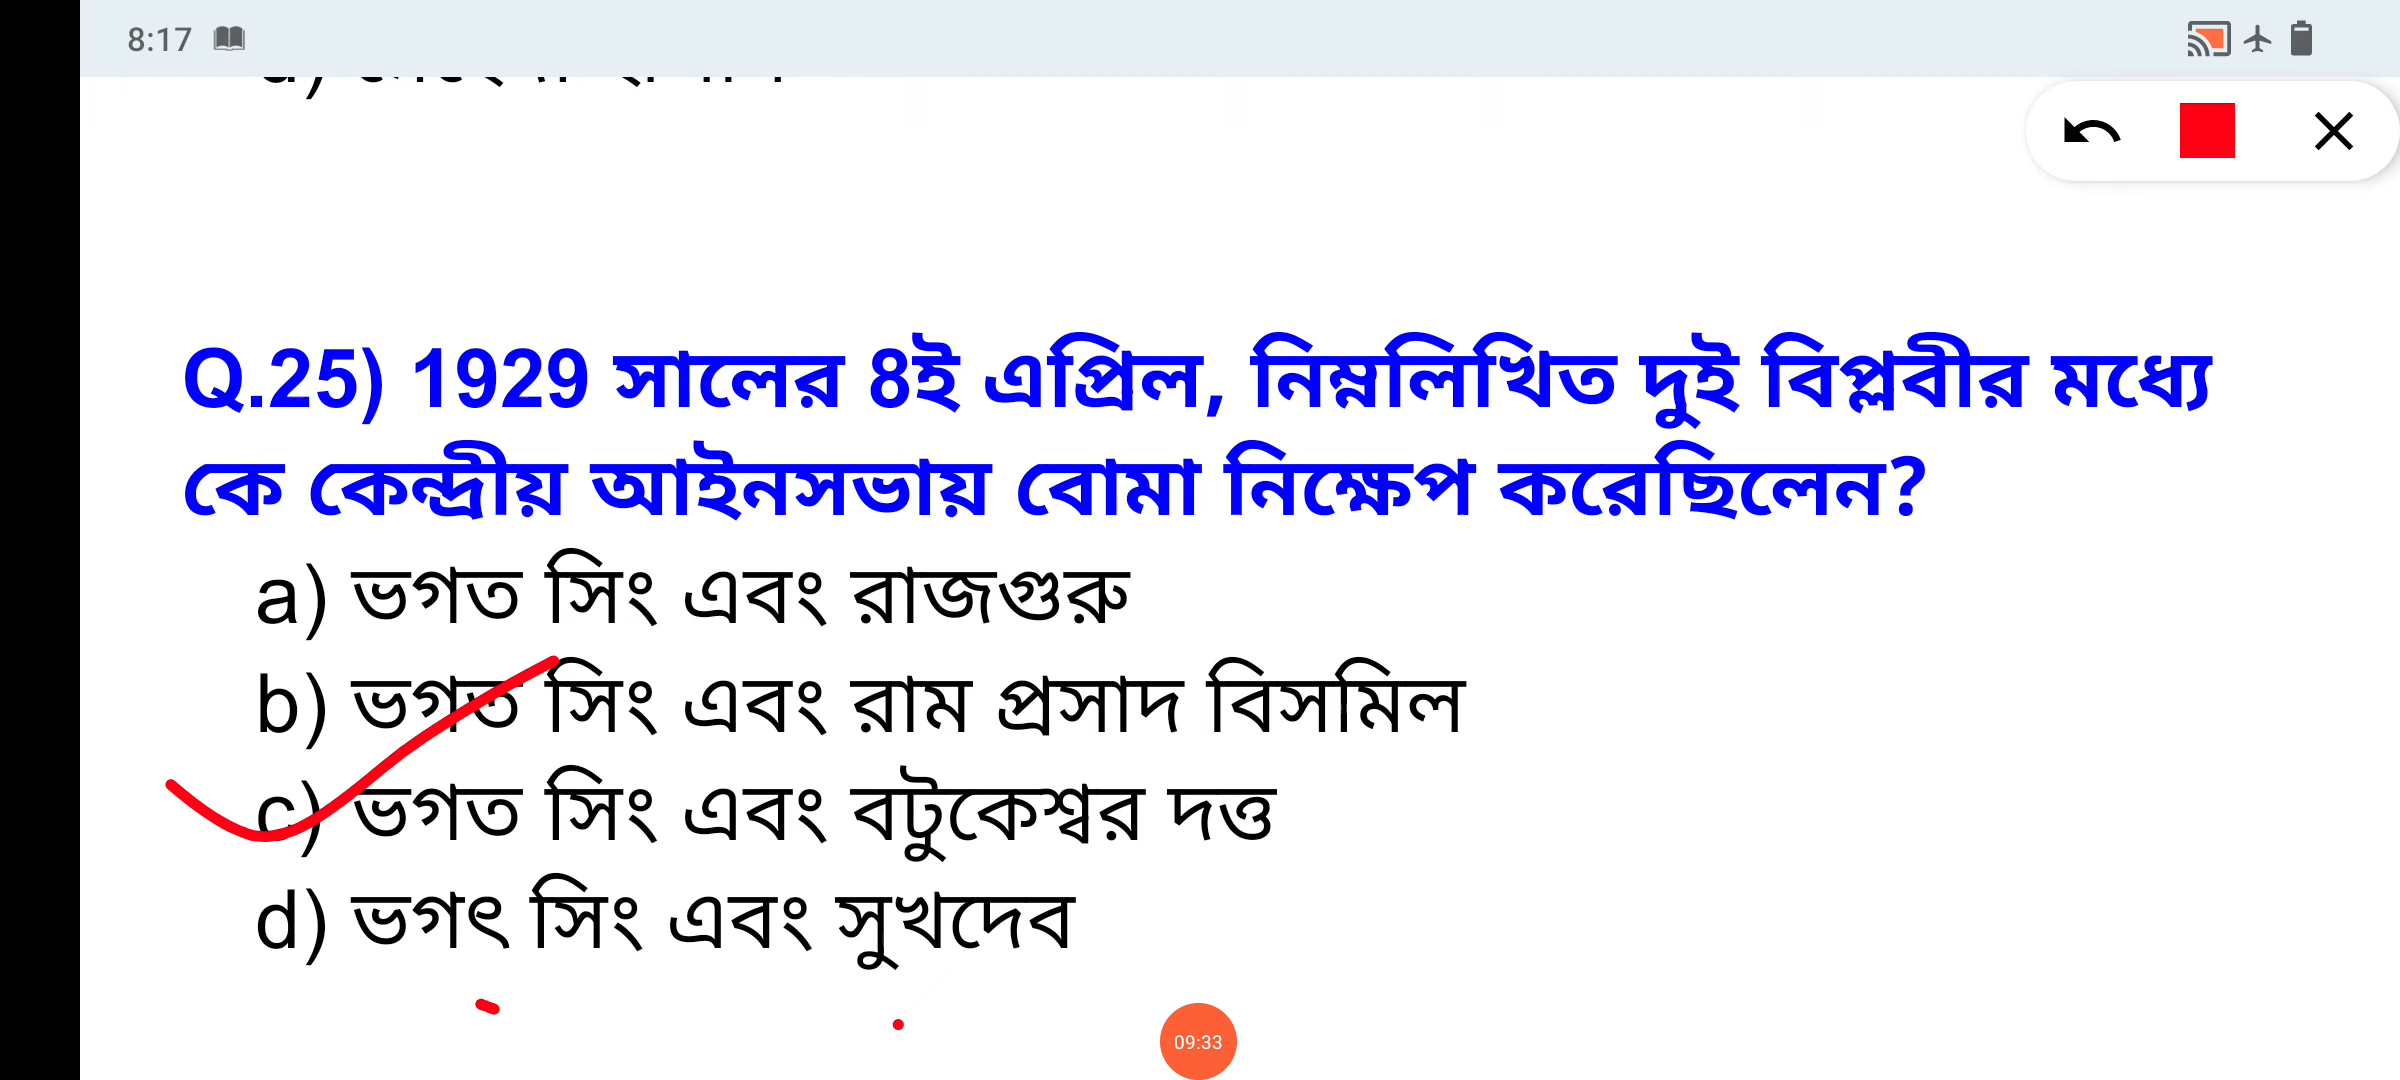 8:17
Q.25) 1929 সালের 8ই এপ্রিল, নিম্নলিখিত দুই বিপ্লবীর মধ্যে
কে কেন্দ্রীয় আইনসভায় বোমা নিক্ষেপ করেছিলেন?
a) ভগত সিং এবং রাজগুরু
b) ভগত সিং এবং রাম প্রসাদ বিসমিল
c) ভগত সিং এবং বটুকেশ্বর দত্ত
d) ভগৎ সিং এবং সুখদেব
09:33